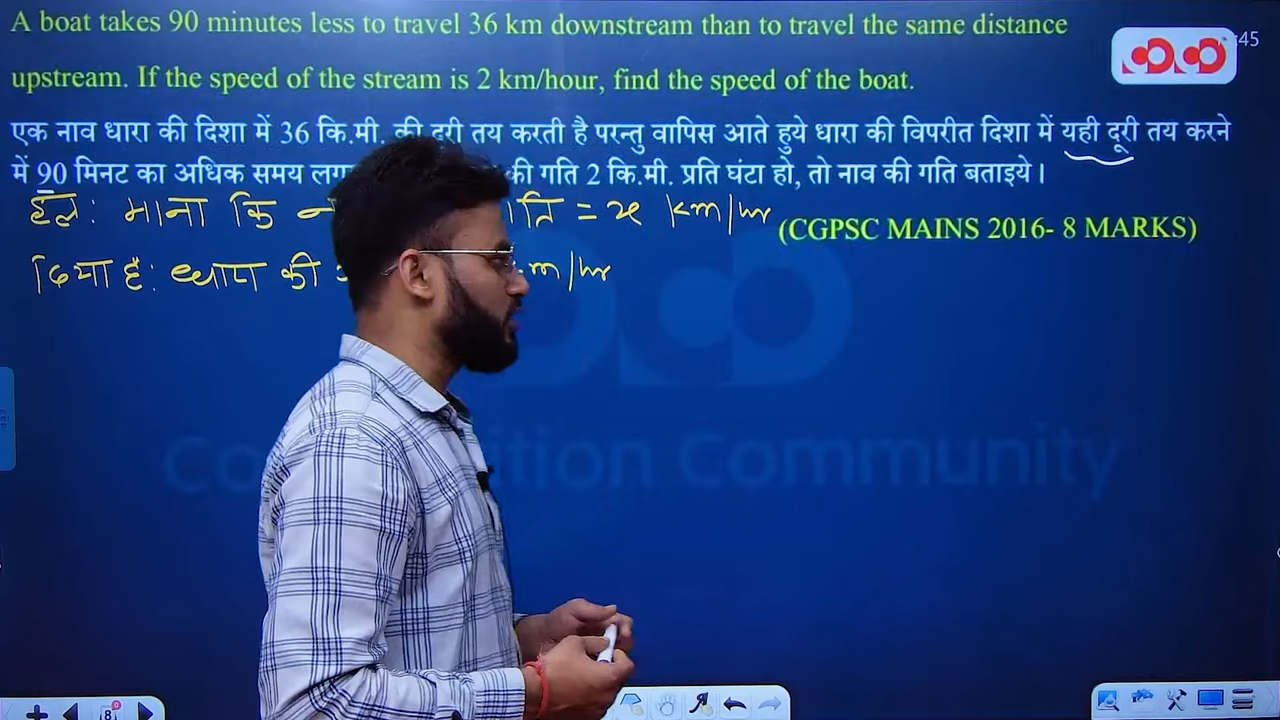 A boat takes 90 minutes less to travel 36 km downstream than to travel the same distance
upstream. If the speed of the stream is 2 km/hour, find the speed of the boat.
एक नाव धारा की दिशा में 36 कि.मी. की दूरी तय करती है परन्तु वापिस आते हुये धारा की विपरीत दिशा में यही दूरी तय करने
में 90 मिनट का अधिक समय की गति 2 कि.मी. प्रति घंटा हो, तो नाव की गति बताइये।
हल: माना कि = x km/hr
(CGPSC MAINS 2016- 8 MARKS)
दिया है: धारा की m/hr
Community
:45
8